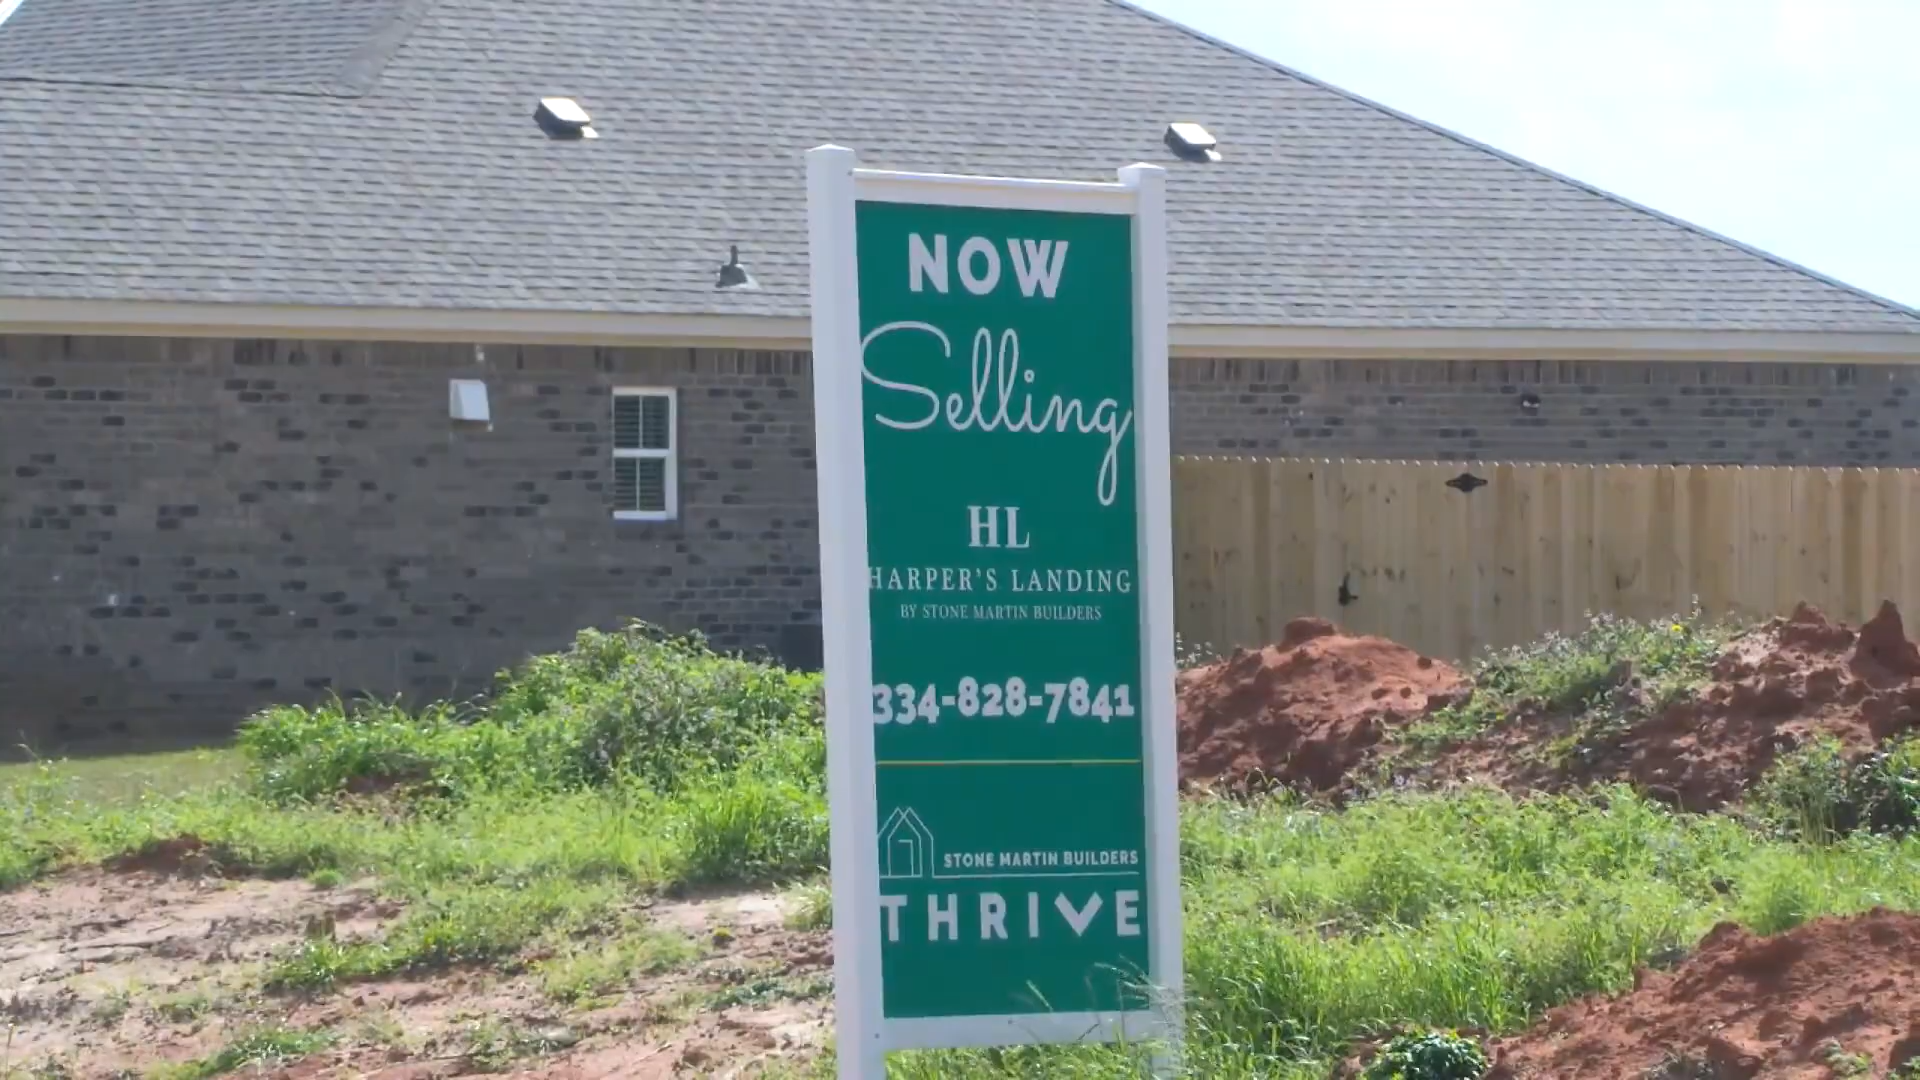 NOW
Selling
HL
HARPER'S LANDING
BY STONE MARTIN BUILDERS
334-828-7841
STONE MARTIN BUILDERS
THRIVE